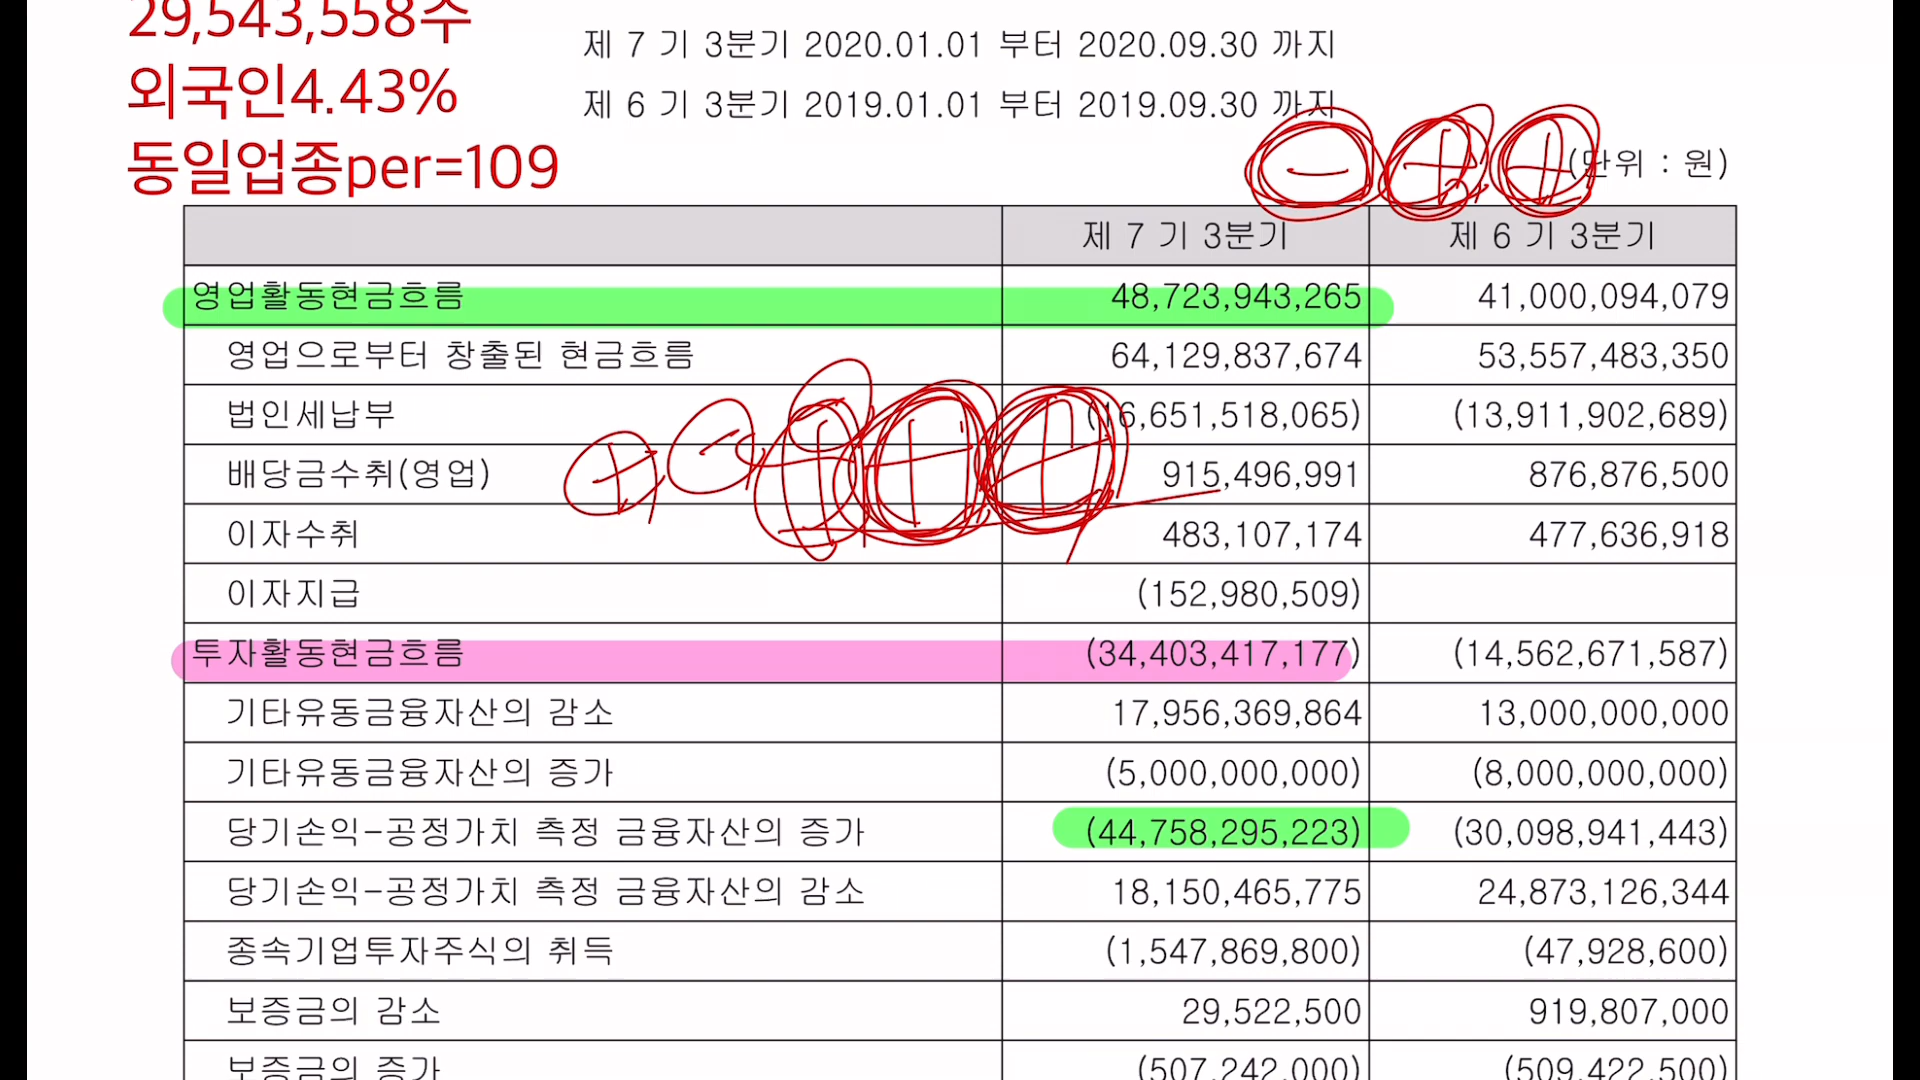 29,543,558주
외국인4.43%
동일업종per=109
제 7 기 3분기 2020.01.01 부터 2020.09.30 까지
제 6 기 3분기 2019.01.01 부터 2019.09.30 까지
(단위 : 원)
제 7 기 3분기 제 6 기 3분기
영업활동현금흐름 48,723,943,265 41,000,094,079
영업으로부터 창출된 현금흐름 64,129,837,674 53,557,483,350
법인세납부 (16,651,518,065) (13,911,902,689)
배당금수취(영업) 915,496,991 876,876,500
이자수취 483,107,174 477,636,918
이자지급 (152,980,509)
투자활동현금흐름 (34,403,417,177) (14,562,671,587)
기타유동금융자산의 감소 17,956,369,864 13,000,000,000
기타유동금융자산의 증가 (5,000,000,000) (8,000,000,000)
당기손익-공정가치 측정 금융자산의 증가 (44,758,295,223) (30,098,941,443)
당기손익-공정가치 측정 금융자산의 감소 18,150,465,775 24,873,126,344
종속기업투자주식의 취득 (1,547,869,800) (47,928,600)
보증금의 감소 29,522,500 919,807,000
보증금의 증가 (507,242,000) (509,422,500)